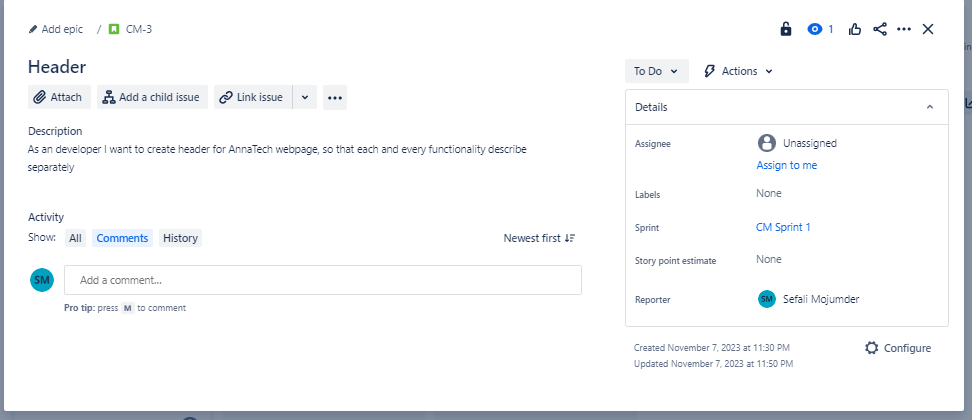 Add epic / CM-3
1
Header
Attach Add a child issue Link issue
Description
As an developer I want to create header for AnnaTech webpage, so that each and every functionality describe
separately
Activity
Show: All Comments History Newest first
SM Add a comment...
Pro tip: press M to comment
To Do Actions
Details
Assignee Unassigned
Assign to me
Labels None
Sprint CM Sprint 1
Story point estimate None
Reporter SM Sefali Mojumder
Created November 7, 2023 at 11:30 PM Configure
Updated November 7, 2023 at 11:50 PM
in